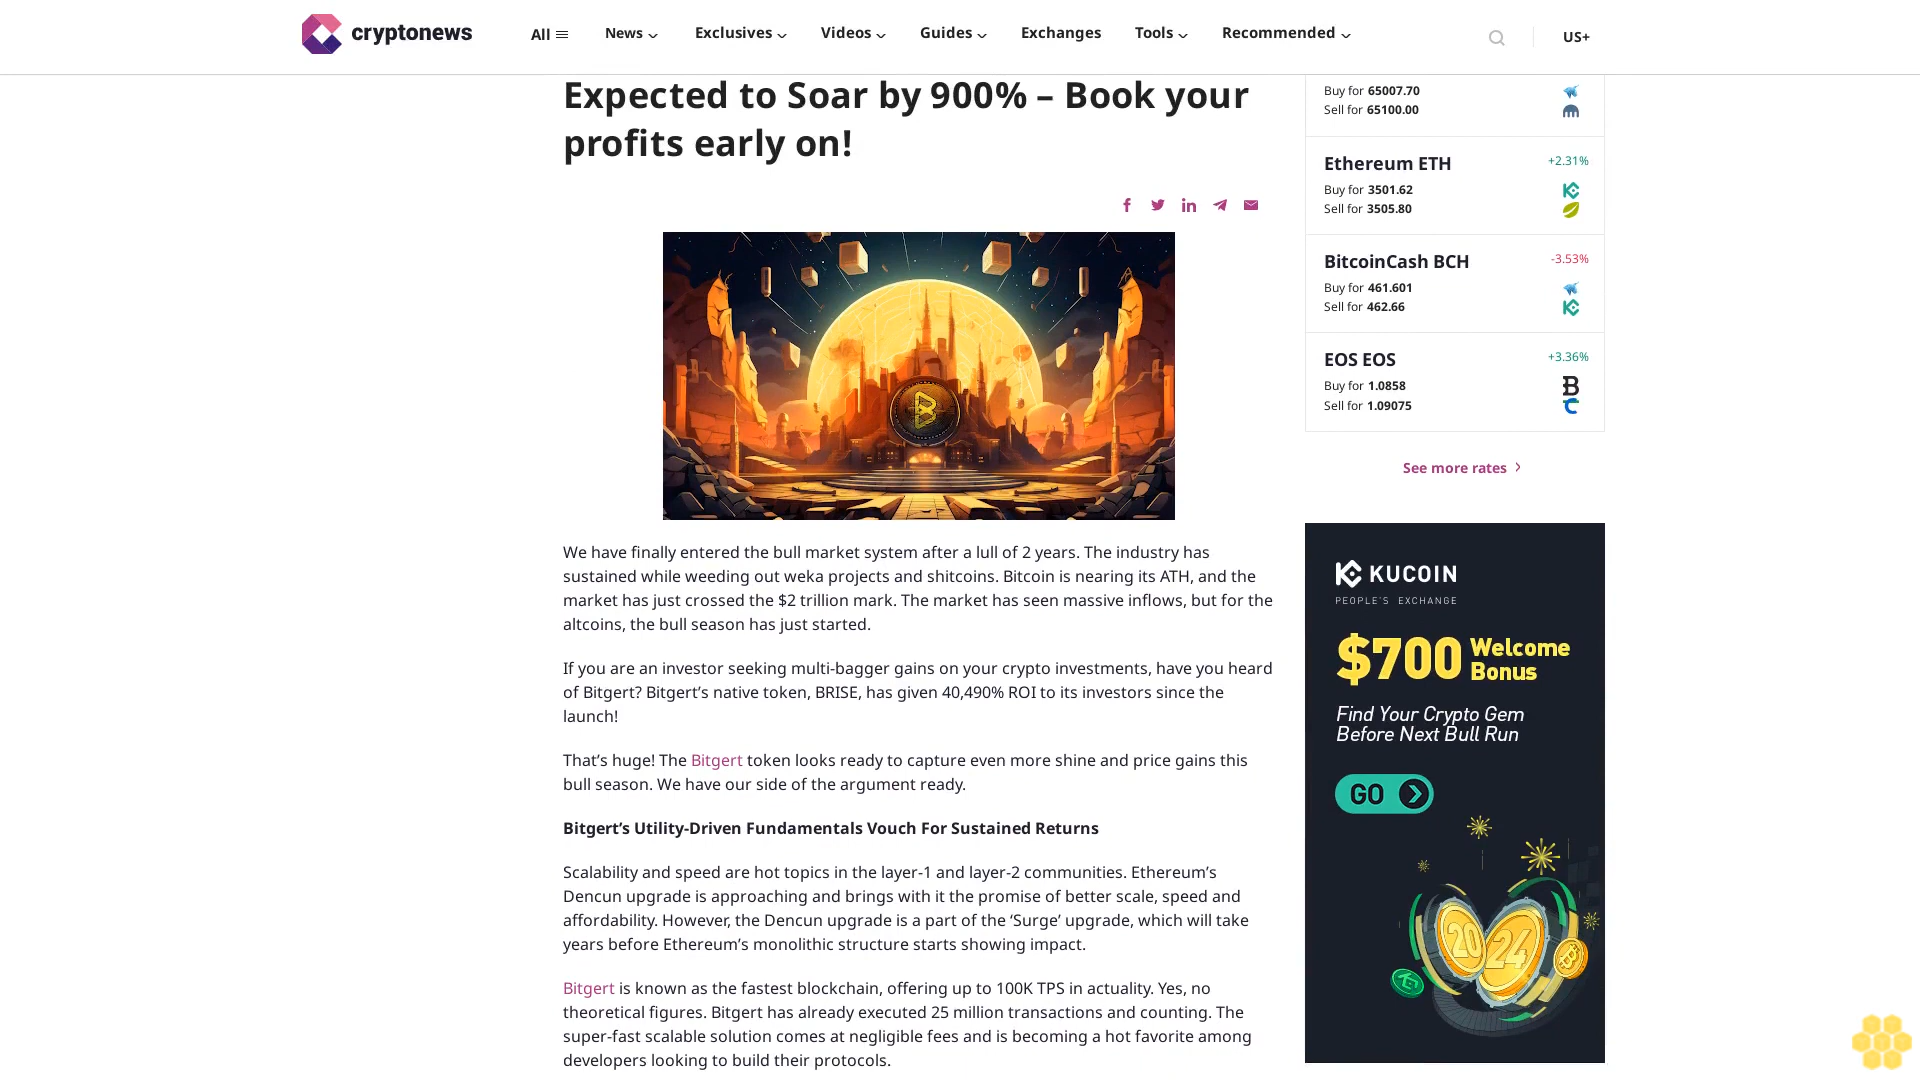 cryptonews
All
News
Exclusives
Videos
Guides
Exchanges
Tools
Recommended
US+
Expected to Soar by 900% – Book your
profits early on!
We have finally entered the bull market system after a lull of 2 years. The industry has
sustained while weeding out weka projects and shitcoins. Bitcoin is nearing its ATH, and the
market has just crossed the $2 trillion mark. The market has seen massive inflows, but for the
altcoins, the bull season has just started.
If you are an investor seeking multi-bagger gains on your crypto investments, have you heard
of Bitgert? Bitgert’s native token, BRISE, has given 40,490% ROI to its investors since the
launch!
That’s huge! The Bitgert token looks ready to capture even more shine and price gains this
bull season. We have our side of the argument ready.
Bitgert’s Utility-Driven Fundamentals Vouch For Sustained Returns
Scalability and speed are hot topics in the layer-1 and layer-2 communities. Ethereum’s
Dencun upgrade is approaching and brings with it the promise of better scale, speed and
affordability. However, the Dencun upgrade is a part of the ‘Surge’ upgrade, which will take
years before Ethereum’s monolithic structure starts showing impact.
Bitgert is known as the fastest blockchain, offering up to 100K TPS in actuality. Yes, no
theoretical figures. Bitgert has already executed 25 million transactions and counting. The
super-fast scalable solution comes at negligible fees and is becoming a hot favorite among
developers looking to build their protocols.
Buy for 65007.70
Sell for 65100.00
Ethereum ETH
+2.31%
Buy for 3501.62
Sell for 3505.80
BitcoinCash BCH
-3.53%
Buy for 461.601
Sell for 462.66
EOS EOS
+3.36%
Buy for 1.0858
Sell for 1.09075
See more rates
KUCOIN
PEOPLE'S EXCHANGE
$700 Welcome
Bonus
Find Your Crypto Gem
Before Next Bull Run
GO
20
24